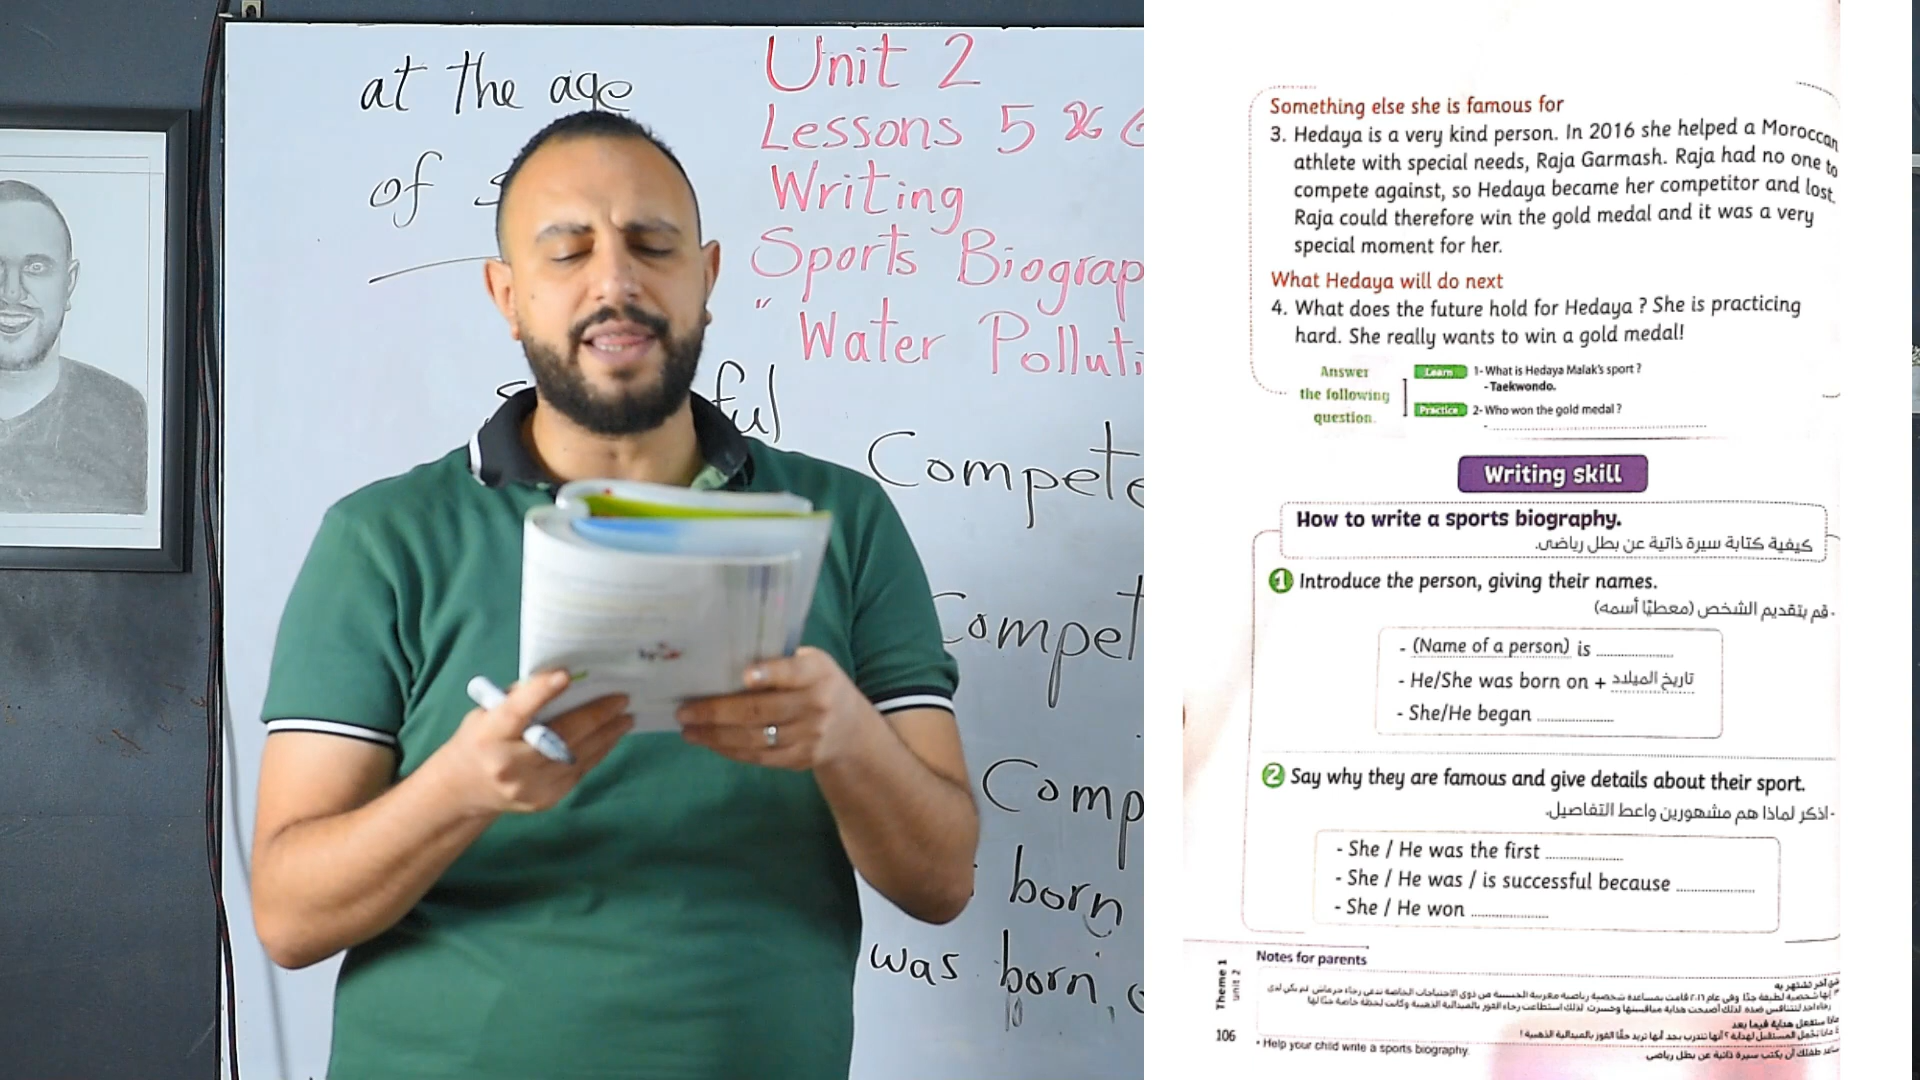 at the age
of
ful
Unit 2
Lessons 5 &
Writing
Sports Biograp
" Water Polluti
Compete
Compet
Comp
born
was born,
Something else she is famous for
3. Hedaya is a very kind person. In 2016 she helped a Moroccan
athlete with special needs, Raja Garmash. Raja had no one to
compete against, so Hedaya became her competitor and lost.
Raja could therefore win the gold medal and it was a very
special moment for her.
What Hedaya will do next
4. What does the future hold for Hedaya ? She is practicing
hard. She really wants to win a gold medal!
Answer
the following
question.
Learn 1- What is Hedaya Malak's sport ?
- Taekwondo.
Practice 2- Who won the gold medal ?
- ..........
Writing skill
How to write a sports biography.
كيفية كتابة سيرة ذاتية عن بطل رياضى.
1 Introduce the person, giving their names.
- قم بتقديم الشخص (معطيًا أسمه)
- (Name of a person) is ..........
- He/She was born on + تاريخ الميلاد
- She/He began ..........
2 Say why they are famous and give details about their sport.
- اذكر لماذا هم مشهورين واعط التفاصيل.
- She / He was the first ..........
- She / He was / is successful because ..........
- She / He won ..........
Notes for parents
Theme 1
unit 2
106
ماذا ستفعل هداية فيما بعد
• Help your child write a sports biography.
ساعد طفلك أن يكتب سيرة ذاتية عن بطل رياضى